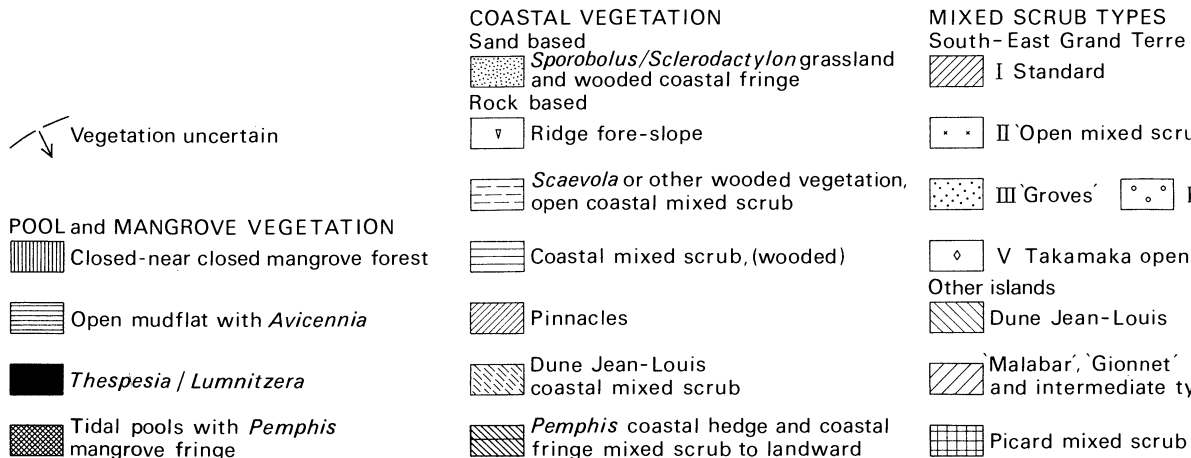 Vegetation uncertain
POOL and MANGROVE VEGETATION
Closed-near closed mangrove forest
Open mudflat with Avicennia
Thespesia / Lumnitzera
Tidal pools with Pemphis
mangrove fringe
COASTAL VEGETATION
Sand based
Sporobolus/Sclerodactylon grassland
and wooded coastal fringe
Rock based
Ridge fore-slope
Scaevola or other wooded vegetation,
open coastal mixed scrub
Coastal mixed scrub, (wooded)
Pinnacles
Dune Jean-Louis
coastal mixed scrub
Pemphis coastal hedge and coastal
fringe mixed scrub to landward
MIXED SCRUB TYPES
South-East Grand Terre
I Standard
II 'Open mixed
III 'Groves'
V Takamaka open
Other islands
Dune Jean-Louis
'Malabar', 'Gionnet'
and intermediate
Picard mixed scrub